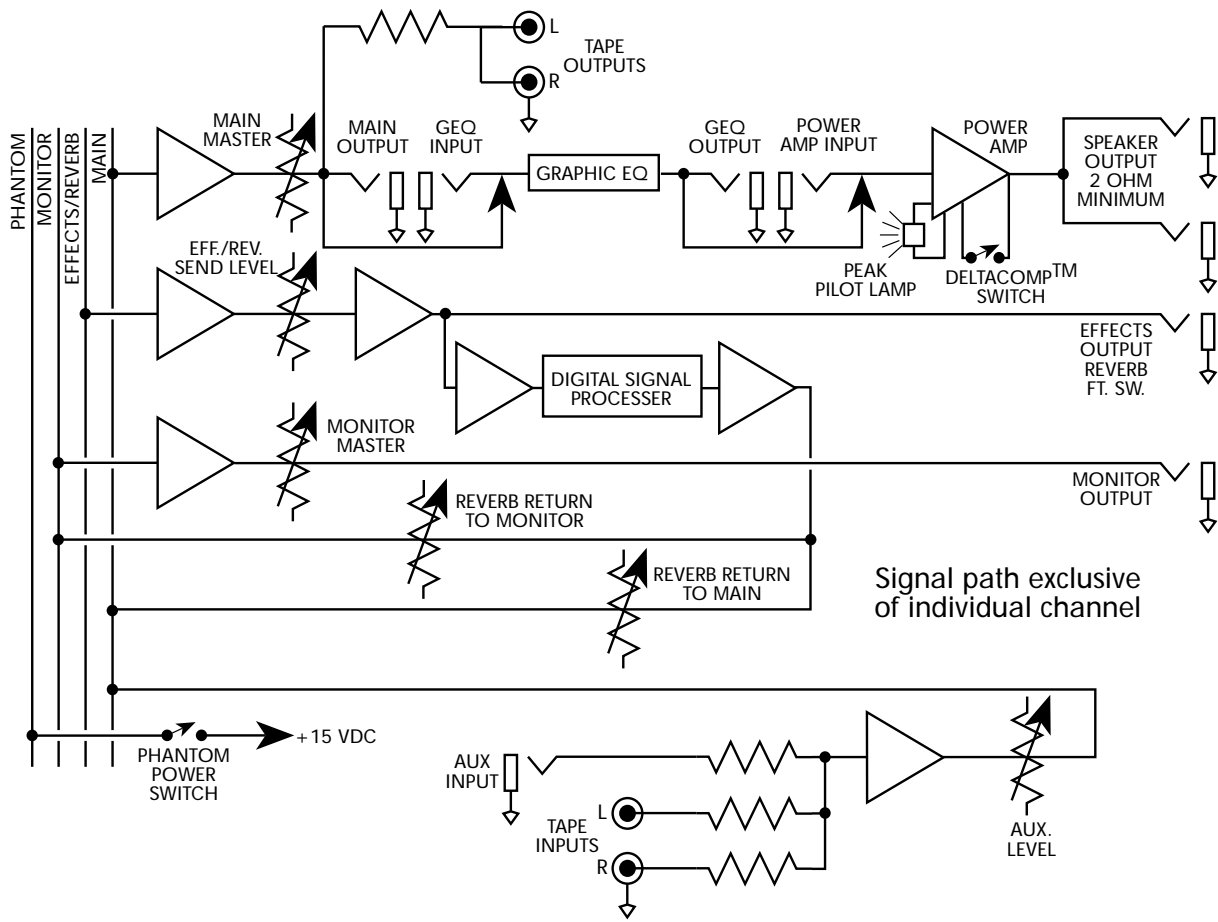 L
TAPE
OUTPUTS
R
PHANTOM
MONITOR
EFFECTS/REVERB
MAIN
MAIN
MASTER
MAIN
OUTPUT
GEQ
INPUT
GRAPHIC EQ
GEQ
OUTPUT
POWER
AMP INPUT
POWER
AMP
SPEAKER
OUTPUT
2 OHM
MINIMUM
PEAK
PILOT LAMP
DELTACOMP™
SWITCH
EFF./REV.
SEND LEVEL
EFFECTS
OUTPUT
REVERB
FT. SW.
DIGITAL SIGNAL
PROCESSER
MONITOR
MASTER
MONITOR
OUTPUT
REVERB RETURN
TO MONITOR
REVERB RETURN
TO MAIN
Signal path exclusive
of individual channel
+15 VDC
PHANTOM
POWER
SWITCH
AUX
INPUT
TAPE
INPUTS
L
R
AUX.
LEVEL